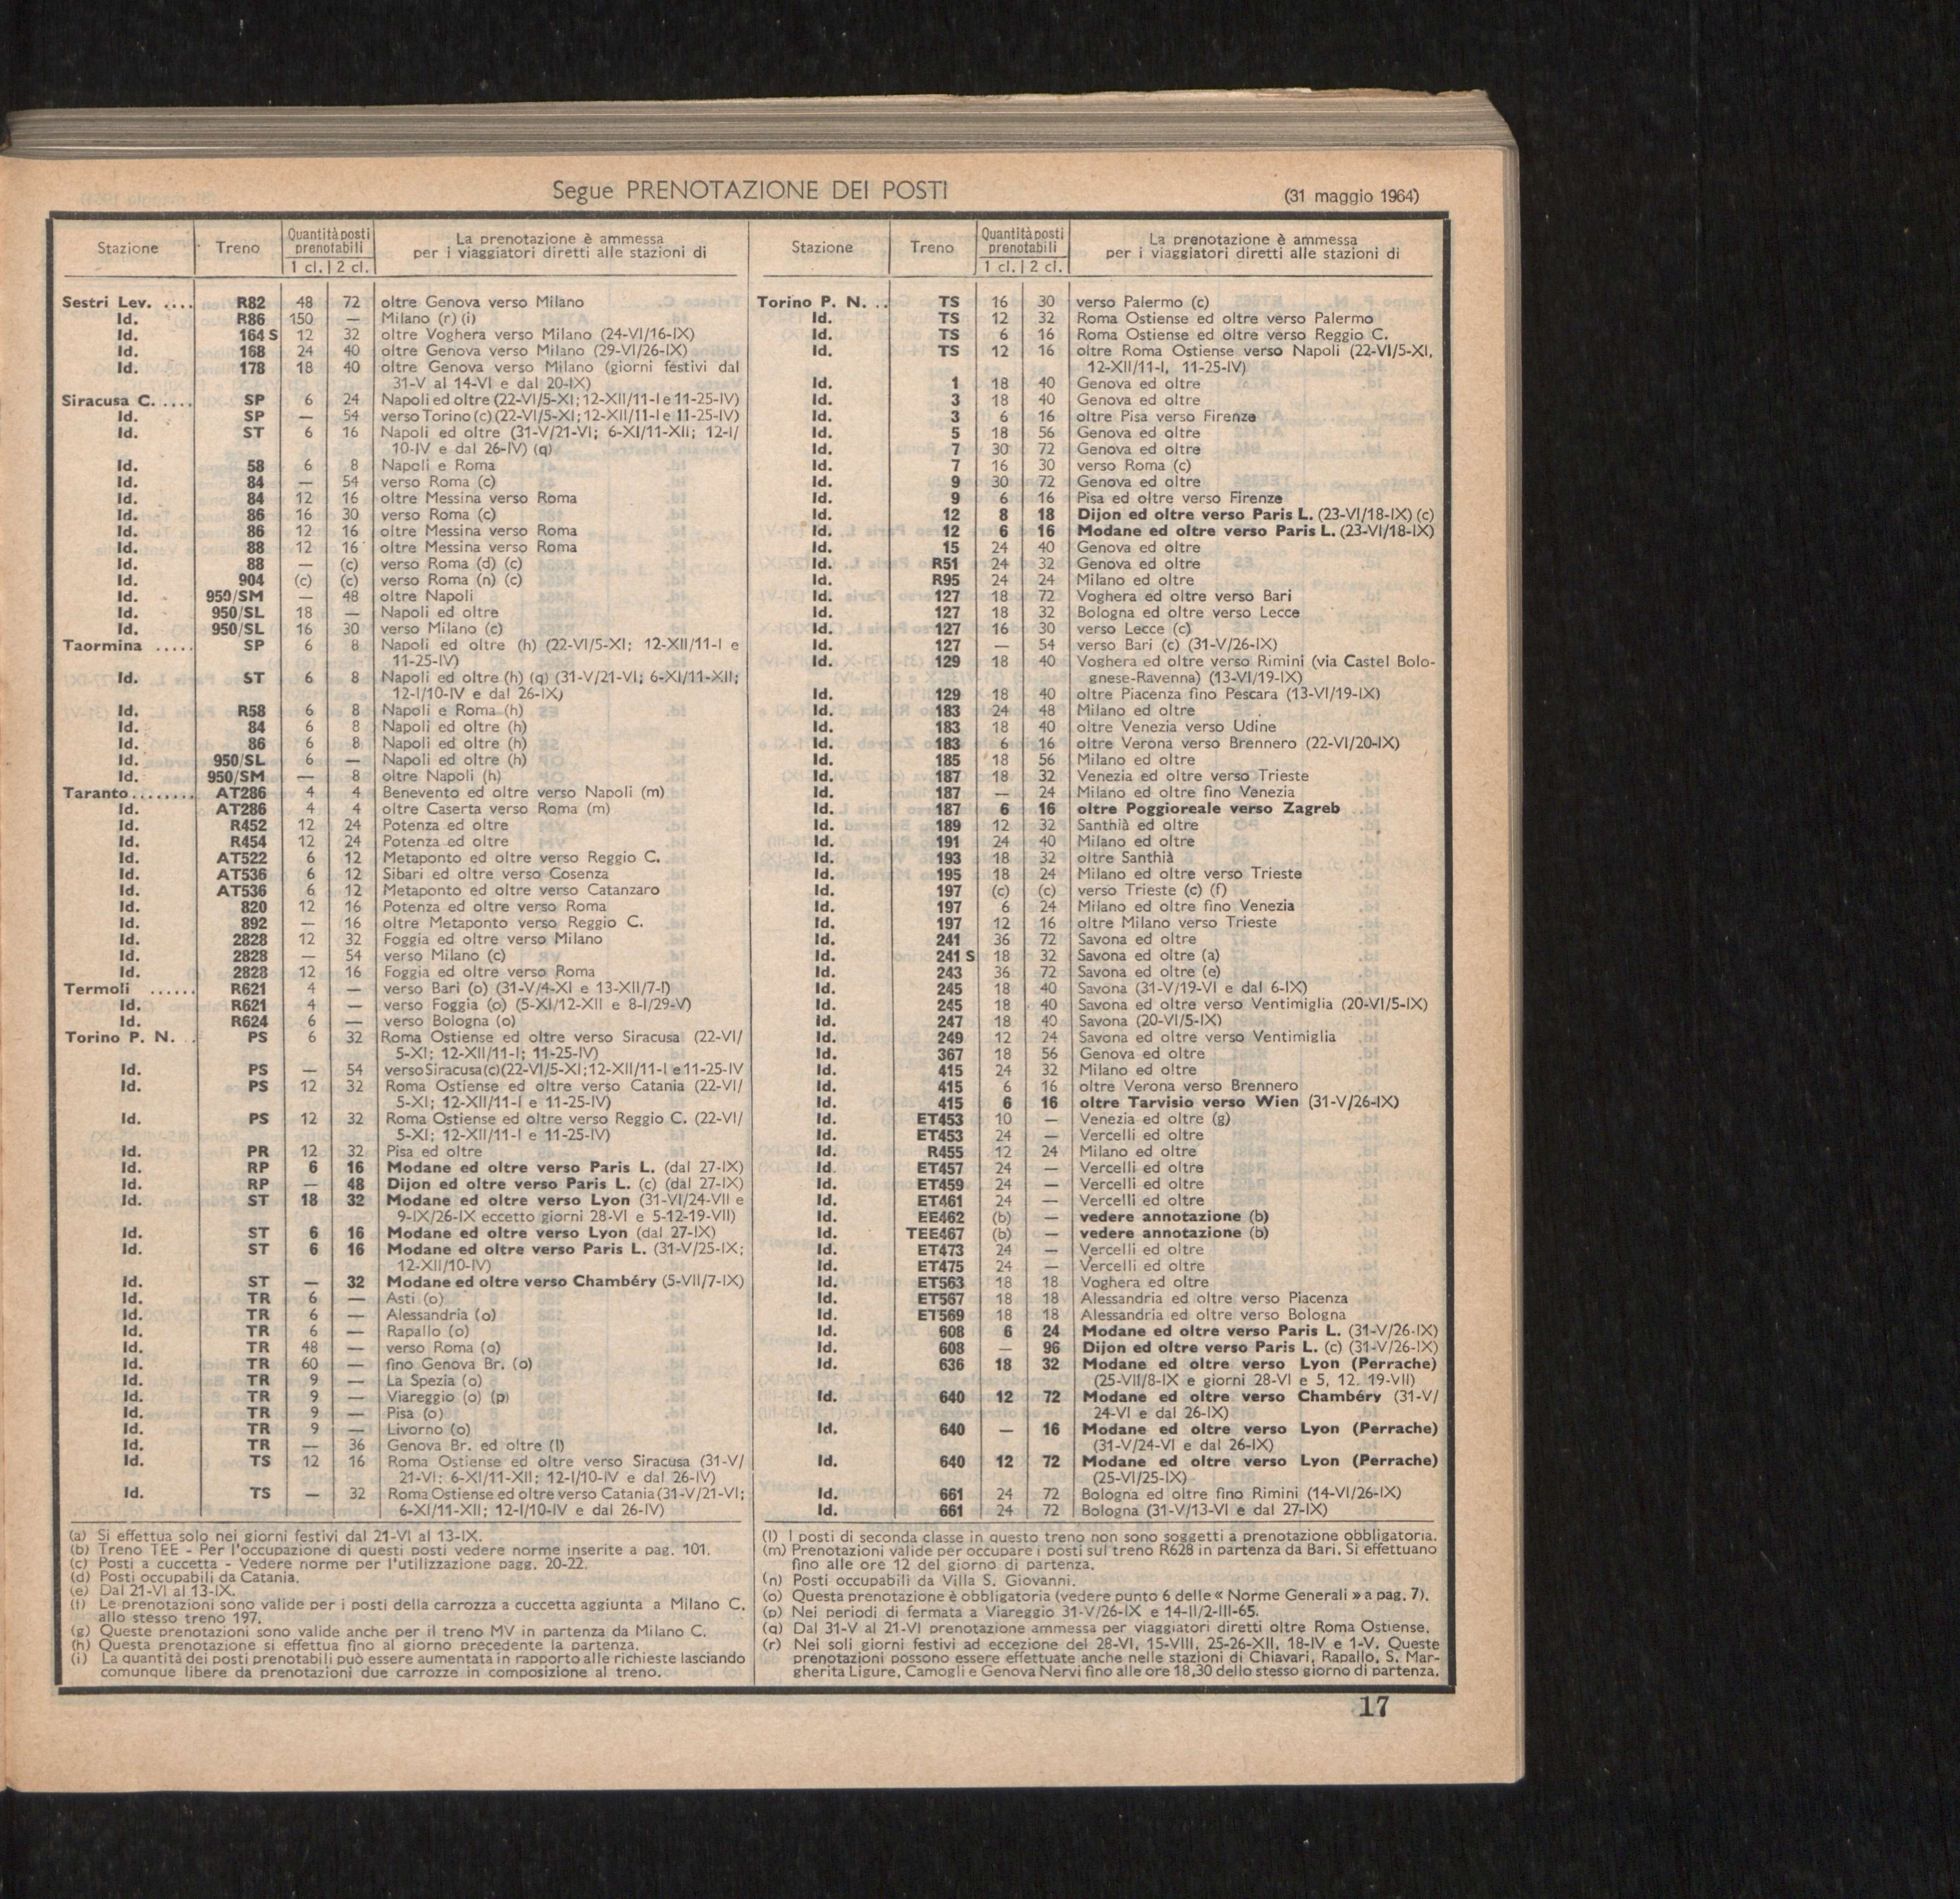 Segue PRENOTAZIONE DEI POSTI
(31 maggio 1964)
Stazione Treno Quantità posti prenotabili 1 cl. 2 cl. La prenotazione è ammessa per i viaggiatori diretti alle stazioni di
Sestri Lev. .... R82 48 72 oltre Genova verso Milano
Id. R86 150 — Milano (r) (i)
Id. 164 S 12 32 oltre Voghera verso Milano (24-VI/16-IX)
Id. 168 24 40 oltre Genova verso Milano (29-VI/26-IX)
Id. 178 18 40 oltre Genova verso Milano (giorni festivi dal
31-V al 14-VI e dal 20-IX)
Siracusa C. .... SP 6 24 Napoli ed oltre (22-VI/5-XI; 12-XII/11-I e 11-25-IV)
Id. SP — 54 verso Torino (c) (22-VI/5-XI; 12-XII/11-I e 11-25-IV)
Id. ST 6 16 Napoli ed oltre (31-V/21-VI; 6-XI/11-XII; 12-I/
10-IV e dal 26-IV) (q)
Id. 58 6 8 Napoli e Roma
Id. 84 — 54 verso Roma (c)
Id. 84 12 16 oltre Messina verso Roma
Id. 86 16 30 verso Roma (c)
Id. 86 12 16 oltre Messina verso Roma
Id. 88 12 16 oltre Messina verso Roma
Id. 88 — (c) verso Roma (d) (c)
Id. 904 (c) (c) verso Roma (n) (c)
Id. 950/SM — 48 oltre Napoli
Id. 950/SL 18 — Napoli ed oltre
Id. 950/SL 16 30 verso Milano (c)
Taormina ..... SP 6 8 Napoli ed oltre (h) (22-VI/5-XI; 12-XII/11-I e
11-25-IV)
Id. ST 6 8 Napoli ed oltre (h) (q) (31-V/21-VI; 6-XI/11-XII;
12-I/10-IV e dal 26-IX)
Id. R58 6 8 Napoli e Roma (h)
Id. 84 6 8 Napoli ed oltre (h)
Id. 86 6 8 Napoli ed oltre (h)
Id. 950/SL 6 — Napoli ed oltre (h)
Id. 950/SM — 8 oltre Napoli (h)
Taranto........ AT286 4 4 Benevento ed oltre verso Napoli (m)
Id. AT286 4 4 oltre Caserta verso Roma (m)
Id. R452 12 24 Potenza ed oltre
Id. R454 12 24 Potenza ed oltre
Id. AT522 6 12 Metaponto ed oltre verso Reggio C.
Id. AT536 6 12 Sibari ed oltre verso Cosenza
Id. AT536 6 12 Metaponto ed oltre verso Catanzaro
Id. 820 12 16 Potenza ed oltre verso Roma
Id. 892 — 16 oltre Metaponto verso Reggio C.
Id. 2828 12 32 Foggia ed oltre verso Milano
Id. 2828 — 54 verso Milano (c)
Id. 2828 12 16 Foggia ed oltre verso Roma
Termoli ...... R621 4 — verso Bari (o) (31-V/4-XI e 13-XII/7-I)
Id. R621 4 — verso Foggia (o) (5-XI/12-XII e 8-I/29-V)
Id. R624 6 — verso Bologna (o)
Torino P. N. . PS 6 32 Roma Ostiense ed oltre verso Siracusa (22-VI/
5-XI; 12-XII/11-I; 11-25-IV)
Id. PS — 54 verso Siracusa (c) (22-VI/5-XI; 12-XII/11-I e 11-25-IV
Id. PS 12 32 Roma Ostiense ed oltre verso Catania (22-VI/
5-XI; 12-XII/11-I e 11-25-IV)
Id. PS 12 32 Roma Ostiense ed oltre verso Reggio C. (22-VI/
5-XI; 12-XII/11-I e 11-25-IV)
Id. PR 12 32 Pisa ed oltre
Id. RP 6 16 Modane ed oltre verso Paris L. (dal 27-IX)
Id. RP — 48 Dijon ed oltre verso Paris L. (c) (dal 27-IX)
Id. ST 18 32 Modane ed oltre verso Lyon (31-VI/24-VII e
9-IX/26-IX eccetto giorni 28-VI e 5-12-19-VII)
Id. ST 6 16 Modane ed oltre verso Lyon (dal 27-IX)
Id. ST 6 16 Modane ed oltre verso Paris L. (31-V/25-IX;
12-XII/10-IV)
Id. ST — 32 Modane ed oltre verso Chambéry (5-VII/7-IX)
Id. TR 6 — Asti (o)
Id. TR 6 — Alessandria (o)
Id. TR 6 — Rapallo (o)
Id. TR 48 — verso Roma (o)
Id. TR 60 — fino Genova Br. (o)
Id. TR 9 — La Spezia (o)
Id. TR 9 — Viareggio (o) (p)
Id. TR 9 — Pisa (o)
Id. TR 9 — Livorno (o)
Id. TR — 36 Genova Br. ed oltre (l)
Id. TS 12 16 Roma Ostiense ed oltre verso Siracusa (31-V/
21-VI; 6-XI/11-XII; 12-I/10-IV e dal 26-IV)
Id. TS — 32 Roma Ostiense ed oltre verso Catania (31-V/21-VI;
6-XI/11-XII; 12-I/10-IV e dal 26-IV)
(a) Si effettua solo nei giorni festivi dal 21-VI al 13-IX.
(b) Treno TEE - Per l'occupazione di questi posti vedere norme inserite a pag. 101.
(c) Posti a cuccetta - Vedere norme per l'utilizzazione pagg. 20-22.
(d) Posti occupabili da Catania.
(e) Dal 21-VI al 13-IX.
(f) Le prenotazioni sono valide per i posti della carrozza a cuccetta aggiunta a Milano C.
allo stesso treno 197.
(g) Queste prenotazioni sono valide anche per il treno MV in partenza da Milano C.
(h) Questa prenotazione si effettua fino al giorno precedente la partenza.
(i) La quantità dei posti prenotabili può essere aumentata in rapporto alle richieste lasciando
comunque libere da prenotazioni due carrozze in composizione al treno.
Stazione Treno Quantità posti prenotabili 1 cl. 2 cl. La prenotazione è ammessa per i viaggiatori diretti alle stazioni di
Torino P. N. .. TS 16 30 verso Palermo (c)
Id. TS 12 32 Roma Ostiense ed oltre verso Palermo
Id. TS 6 16 Roma Ostiense ed oltre verso Reggio C.
Id. TS 12 16 oltre Roma Ostiense verso Napoli (22-VI/5-XI,
12-XII/11-I, 11-25-IV)
Id. 1 18 40 Genova ed oltre
Id. 3 18 40 Genova ed oltre
Id. 3 6 16 oltre Pisa verso Firenze
Id. 5 18 56 Genova ed oltre
Id. 7 30 72 Genova ed oltre
Id. 7 16 30 verso Roma (c)
Id. 9 30 72 Genova ed oltre
Id. 9 6 16 Pisa ed oltre verso Firenze
Id. 12 8 18 Dijon ed oltre verso Paris L. (23-VI/18-IX) (c)
Id. 12 6 16 Modane ed oltre verso Paris L. (23-VI/18-IX)
Id. 15 24 40 Genova ed oltre
Id. R51 24 32 Genova ed oltre
Id. R95 24 24 Milano ed oltre
Id. 127 18 72 Voghera ed oltre verso Bari
Id. 127 18 32 Bologna ed oltre verso Lecce
Id. 127 16 30 verso Lecce (c)
Id. 127 — 54 verso Bari (c) (31-V/26-IX)
Id. 129 18 40 Voghera ed oltre verso Rimini (via Castel Bolo-
gnese-Ravenna) (13-VI/19-IX)
Id. 129 18 40 oltre Piacenza fino Pescara (13-VI/19-IX)
Id. 183 24 48 Milano ed oltre
Id. 183 18 40 oltre Venezia verso Udine
Id. 183 6 16 oltre Verona verso Brennero (22-VI/20-IX)
Id. 185 18 56 Milano ed oltre
Id. 187 18 32 Venezia ed oltre verso Trieste
Id. 187 — 24 Milano ed oltre fino Venezia
Id. 187 6 16 oltre Poggioreale verso Zagreb
Id. 189 12 32 Santhià ed oltre
Id. 191 24 40 Milano ed oltre
Id. 193 18 32 oltre Santhià
Id. 195 18 24 Milano ed oltre verso Trieste
Id. 197 (c) (c) verso Trieste (c) (f)
Id. 197 6 24 Milano ed oltre fino Venezia
Id. 197 12 16 oltre Milano verso Trieste
Id. 241 36 72 Savona ed oltre
Id. 241 S 18 32 Savona ed oltre (a)
Id. 243 36 72 Savona ed oltre (e)
Id. 245 18 40 Savona (31-V/19-VI e dal 6-IX)
Id. 245 18 40 Savona ed oltre verso Ventimiglia (20-VI/5-IX)
Id. 247 18 40 Savona (20-VI/5-IX)
Id. 249 12 24 Savona ed oltre verso Ventimiglia
Id. 367 18 56 Genova ed oltre
Id. 415 24 32 Milano ed oltre
Id. 415 6 16 oltre Verona verso Brennero
Id. 415 6 16 oltre Tarvisio verso Wien (31-V/26-IX)
Id. ET453 10 — Venezia ed oltre (g)
Id. ET453 24 — Vercelli ed oltre
Id. R455 12 24 Milano ed oltre
Id. ET457 24 — Vercelli ed oltre
Id. ET459 24 — Vercelli ed oltre
Id. ET461 24 — Vercelli ed oltre
Id. EE462 (b) — vedere annotazione (b)
Id. TEE467 (b) — vedere annotazione (b)
Id. ET473 24 — Vercelli ed oltre
Id. ET475 24 — Vercelli ed oltre
Id. ET563 18 18 Voghera ed oltre
Id. ET567 18 18 Alessandria ed oltre verso Piacenza
Id. ET569 18 18 Alessandria ed oltre verso Bologna
Id. 608 6 24 Modane ed oltre verso Paris L. (31-V/26-IX)
Id. 608 — 96 Dijon ed oltre verso Paris L. (c) (31-V/26-IX)
Id. 636 18 32 Modane ed oltre verso Lyon (Perrache)
(25-VII/8-IX e giorni 28-VI e 5, 12. 19-VII)
Id. 640 12 72 Modane ed oltre verso Chambéry (31-V/
24-VI e dal 26-IX)
Id. 640 — 16 Modane ed oltre verso Lyon (Perrache)
(31-V/24-VI e dal 26-IX)
Id. 640 12 72 Modane ed oltre verso Lyon (Perrache)
(25-VI/25-IX)
Id. 661 24 72 Bologna ed oltre fino Rimini (14-VI/26-IX)
Id. 661 24 72 Bologna (31-V/13-VI e dal 27-IX)
(l) I posti di seconda classe in questo treno non sono soggetti a prenotazione obbligatoria.
(m) Prenotazioni valide per occupare i posti sul treno R628 in partenza da Bari. Si effettuano
fino alle ore 12 del giorno di partenza.
(n) Posti occupabili da Villa S. Giovanni.
(o) Questa prenotazione è obbligatoria (vedere punto 6 delle « Norme Generali » a pag. 7).
(p) Nei periodi di fermata a Viareggio 31-V/26-IX e 14-II/2-III-65.
(q) Dal 31-V al 21-VI prenotazione ammessa per viaggiatori diretti oltre Roma Ostiense.
(r) Nei soli giorni festivi ad eccezione del 28-VI, 15-VIII, 25-26-XII, 18-IV e 1-V. Queste
prenotazioni possono essere effettuate anche nelle stazioni di Chiavari, Rapallo, S. Mar-
gherita Ligure, Camogli e Genova Nervi fino alle ore 18,30 dello stesso giorno di partenza.
17